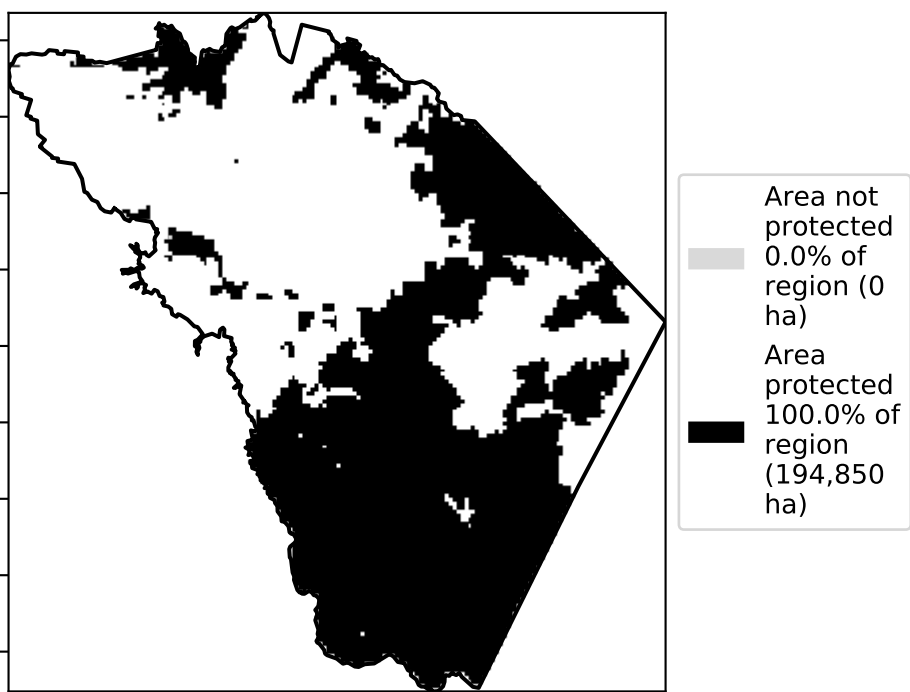 Area not
protected
0.0% of
region (0
ha)
Area
protected
100.0% of
region
(194,850
ha)